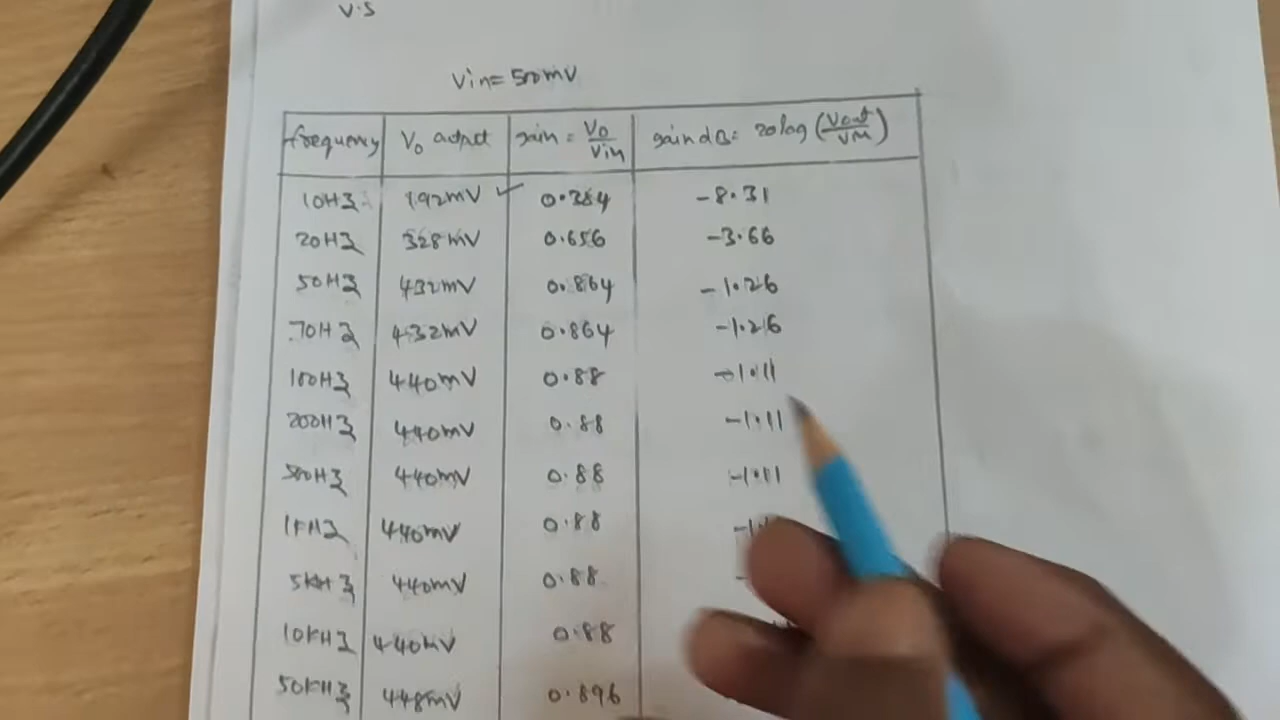 V.S
Vin= 500mV
frequency V₀ output gain = V₀/Vin gain dB= 20log (Vout/Vin)
10Hz 192mV ✓ 0.384 -8.31
20Hz 328mV 0.656 -3.66
50Hz 432mV 0.864 -1.26
70Hz 432mV 0.864 -1.26
100Hz 440mV 0.88 -1.11
200Hz 440mV 0.88 -1.11
500Hz 440mV 0.88 -1.11
1KHz 440mV 0.88
5KHz 440mV 0.88
10KHz 440mV 0.88
50KHz 448mV 0.896